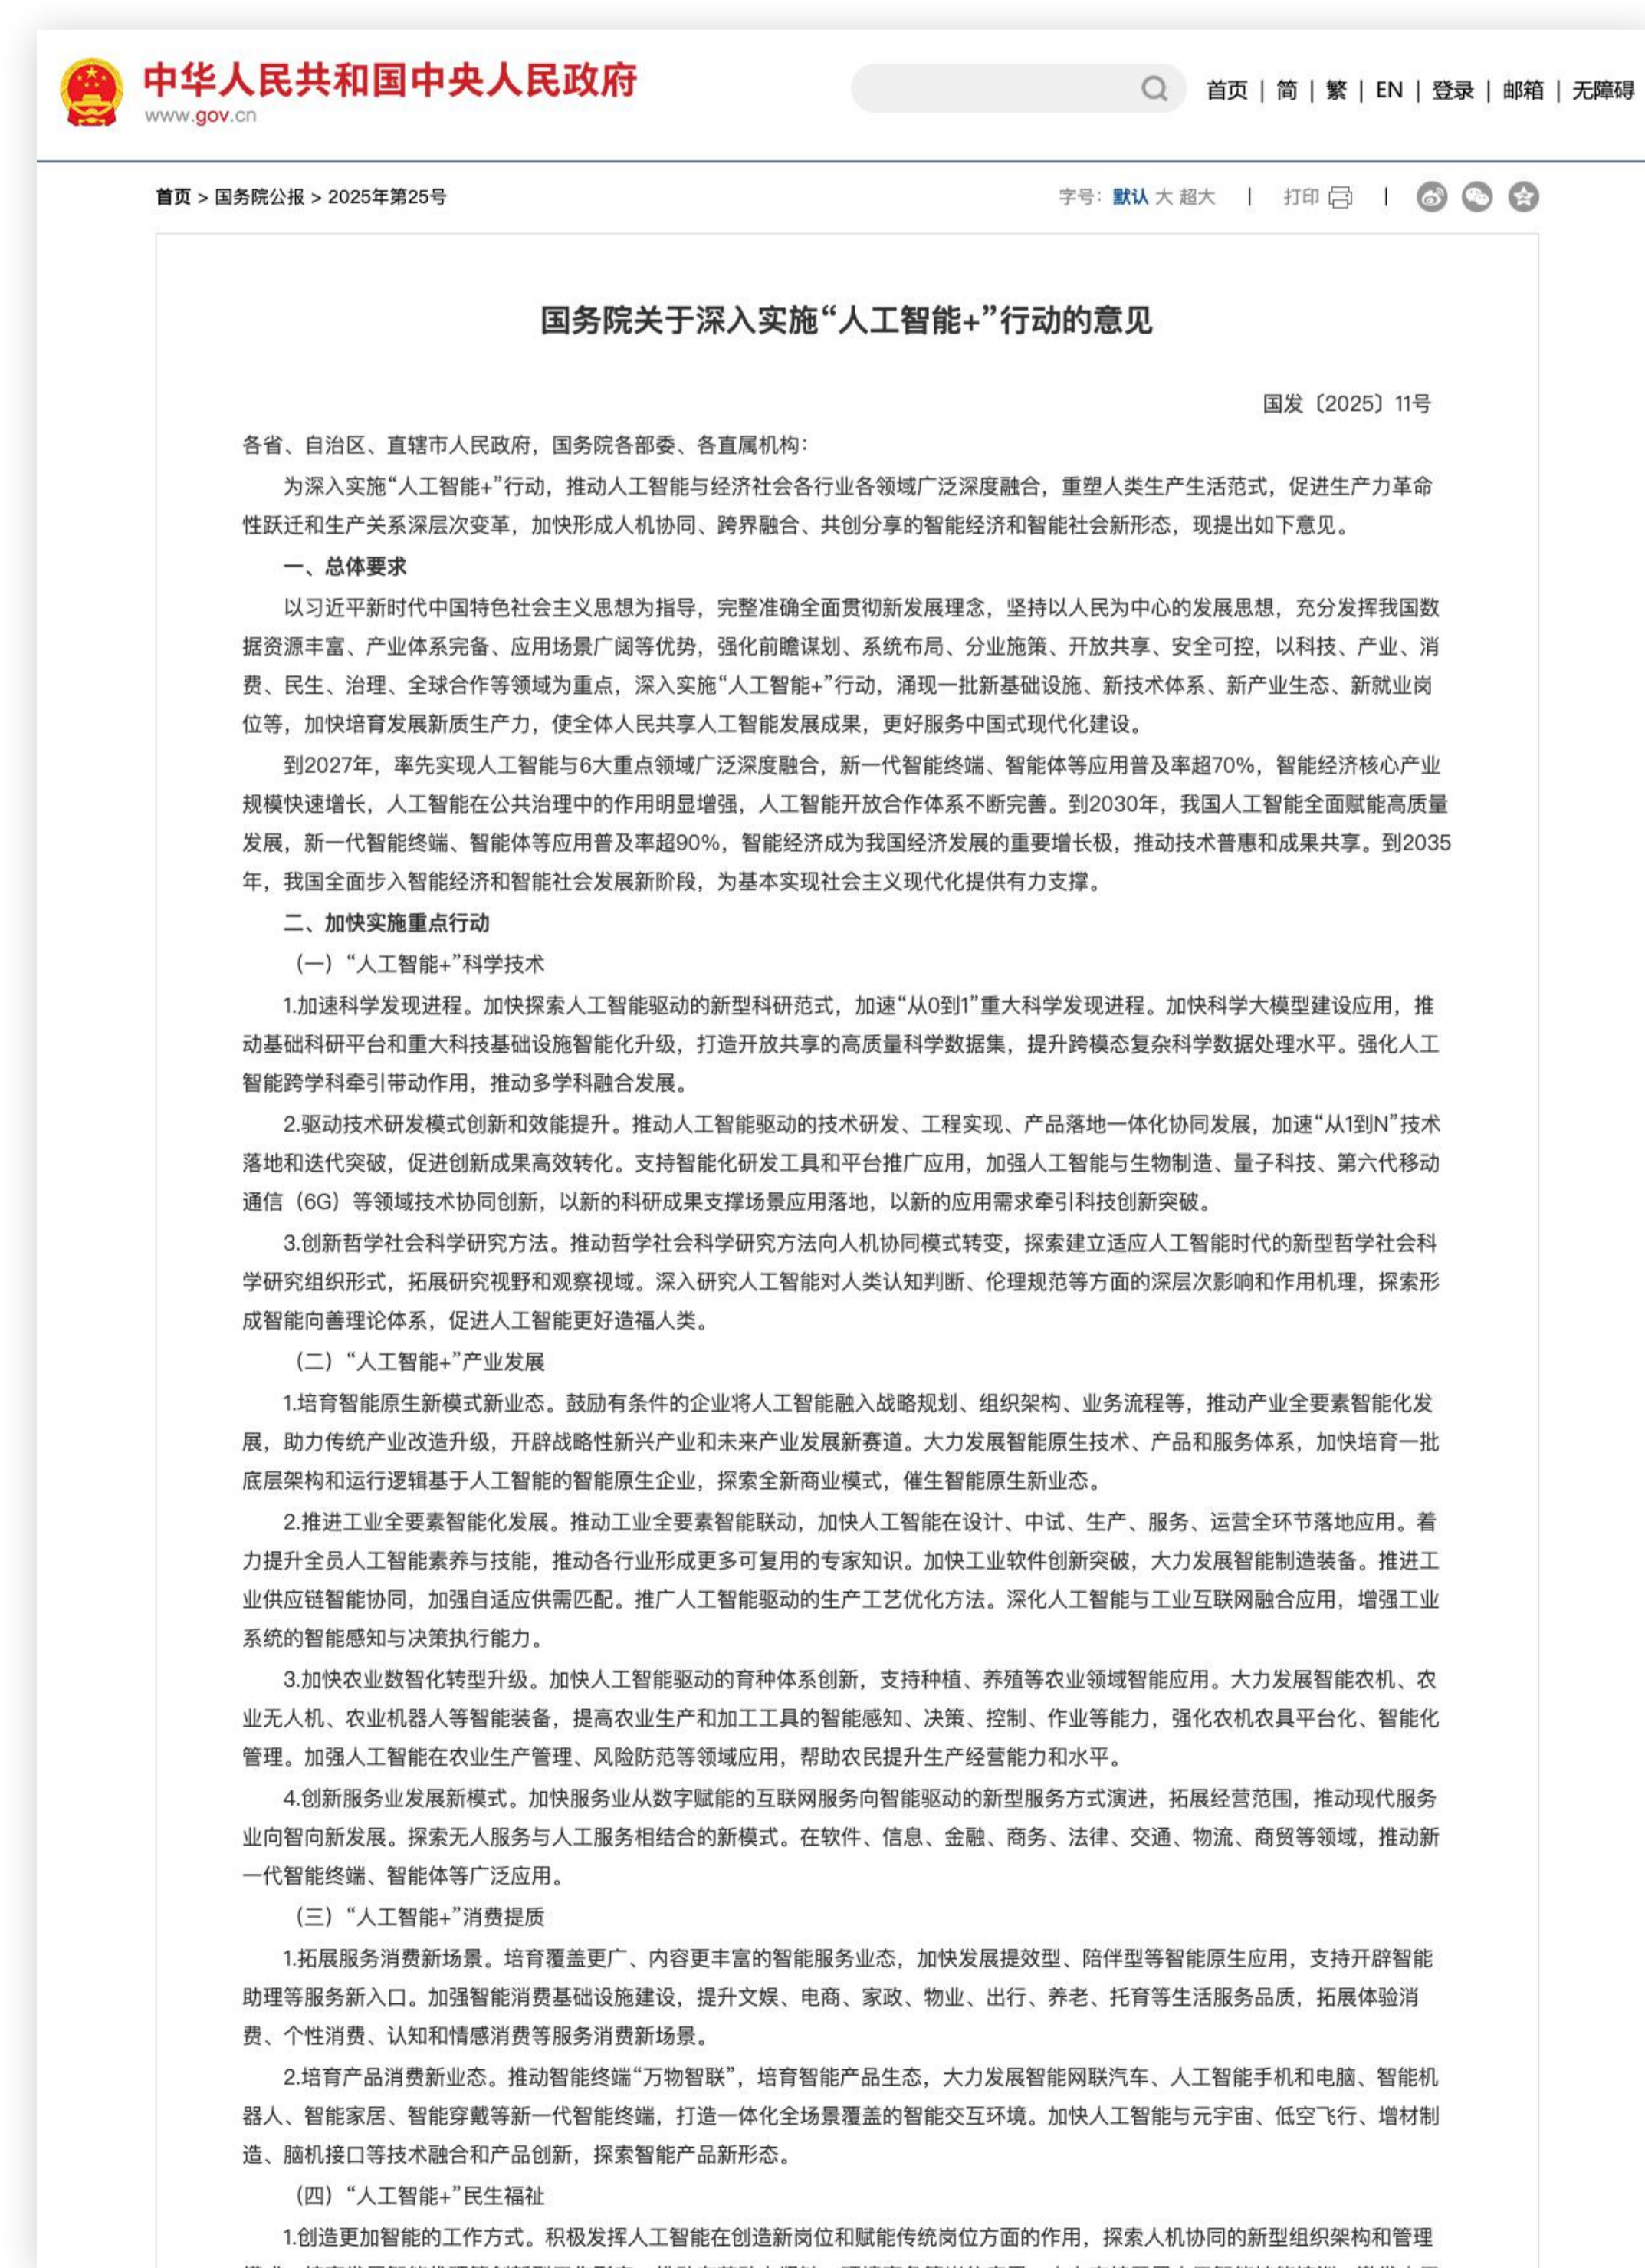 中华人民共和国中央人民政府
www.gov.cn
首页 | 简 | 繁 | EN | 登录 | 邮箱 | 无障碍
首页 > 国务院公报 > 2025年第25号
字号：默认 大 超大 | 打印 |
国务院关于深入实施“人工智能+”行动的意见
国发〔2025〕11号
各省、自治区、直辖市人民政府，国务院各部委、各直属机构：
为深入实施“人工智能+”行动，推动人工智能与经济社会各行业各领域广泛深度融合，重塑人类生产生活范式，促进生产力革命
性跃迁和生产关系深层次变革，加快形成人机协同、跨界融合、共创分享的智能经济和智能社会新形态，现提出如下意见。
一、总体要求
以习近平新时代中国特色社会主义思想为指导，完整准确全面贯彻新发展理念，坚持以人民为中心的发展思想，充分发挥我国数
据资源丰富、产业体系完备、应用场景广阔等优势，强化前瞻谋划、系统布局、分业施策、开放共享、安全可控，以科技、产业、消
费、民生、治理、全球合作等领域为重点，深入实施“人工智能+”行动，涌现一批新基础设施、新技术体系、新产业生态、新就业岗
位等，加快培育发展新质生产力，使全体人民共享人工智能发展成果，更好服务中国式现代化建设。
到2027年，率先实现人工智能与6大重点领域广泛深度融合，新一代智能终端、智能体等应用普及率超70%，智能经济核心产业
规模快速增长，人工智能在公共治理中的作用明显增强，人工智能开放合作体系不断完善。到2030年，我国人工智能全面赋能高质量
发展，新一代智能终端、智能体等应用普及率超90%，智能经济成为我国经济发展的重要增长极，推动技术普惠和成果共享。到2035
年，我国全面步入智能经济和智能社会发展新阶段，为基本实现社会主义现代化提供有力支撑。
二、加快实施重点行动
（一）“人工智能+”科学技术
1.加速科学发现进程。加快探索人工智能驱动的新型科研范式，加速“从0到1”重大科学发现进程。加快科学大模型建设应用，推
动基础科研平台和重大科技基础设施智能化升级，打造开放共享的高质量科学数据集，提升跨模态复杂科学数据处理水平。强化人工
智能跨学科牵引带动作用，推动多学科融合发展。
2.驱动技术研发模式创新和效能提升。推动人工智能驱动的技术研发、工程实现、产品落地一体化协同发展，加速“从1到N”技术
落地和迭代突破，促进创新成果高效转化。支持智能化研发工具和平台推广应用，加强人工智能与生物制造、量子科技、第六代移动
通信（6G）等领域技术协同创新，以新的科研成果支撑场景应用落地，以新的应用需求牵引科技创新突破。
3.创新哲学社会科学研究方法。推动哲学社会科学研究方法向人机协同模式转变，探索建立适应人工智能时代的新型哲学社会科
学研究组织形式，拓展研究视野和观察视域。深入研究人工智能对人类认知判断、伦理规范等方面的深层次影响和作用机理，探索形
成智能向善理论体系，促进人工智能更好造福人类。
（二）“人工智能+”产业发展
1.培育智能原生新模式新业态。鼓励有条件的企业将人工智能融入战略规划、组织架构、业务流程等，推动产业全要素智能化发
展，助力传统产业改造升级，开辟战略性新兴产业和未来产业发展新赛道。大力发展智能原生技术、产品和服务体系，加快培育一批
底层架构和运行逻辑基于人工智能的智能原生企业，探索全新商业模式，催生智能原生新业态。
2.推进工业全要素智能化发展。推动工业全要素智能联动，加快人工智能在设计、中试、生产、服务、运营全环节落地应用。着
力提升全员人工智能素养与技能，推动各行业形成更多可复用的专家知识。加快工业软件创新突破，大力发展智能制造装备。推进工
业供应链智能协同，加强自适应供需匹配。推广人工智能驱动的生产工艺优化方法。深化人工智能与工业互联网融合应用，增强工业
系统的智能感知与决策执行能力。
3.加快农业数智化转型升级。加快人工智能驱动的育种体系创新，支持种植、养殖等农业领域智能应用。大力发展智能农机、农
业无人机、农业机器人等智能装备，提高农业生产和加工工具的智能感知、决策、控制、作业等能力，强化农机农具平台化、智能化
管理。加强人工智能在农业生产管理、风险防范等领域应用，帮助农民提升生产经营能力和水平。
4.创新服务业发展新模式。加快服务业从数字赋能的互联网服务向智能驱动的新型服务方式演进，拓展经营范围，推动现代服务
业向智向新发展。探索无人服务与人工服务相结合的新模式。在软件、信息、金融、商务、法律、交通、物流、商贸等领域，推动新
一代智能终端、智能体等广泛应用。
（三）“人工智能+”消费提质
1.拓展服务消费新场景。培育覆盖更广、内容更丰富的智能服务业态，加快发展提效型、陪伴型等智能原生应用，支持开辟智能
助理等服务新入口。加强智能消费基础设施建设，提升文娱、电商、家政、物业、出行、养老、托育等生活服务品质，拓展体验消
费、个性消费、认知和情感消费等服务消费新场景。
2.培育产品消费新业态。推动智能终端“万物智联”，培育智能产品生态，大力发展智能网联汽车、人工智能手机和电脑、智能机
器人、智能家居、智能穿戴等新一代智能终端，打造一体化全场景覆盖的智能交互环境。加快人工智能与元宇宙、低空飞行、增材制
造、脑机接口等技术融合和产品创新，探索智能产品新形态。
（四）“人工智能+”民生福祉
1.创造更加智能的工作方式。积极发挥人工智能在创造新岗位和赋能传统岗位方面的作用，探索人机协同的新型组织架构和管理